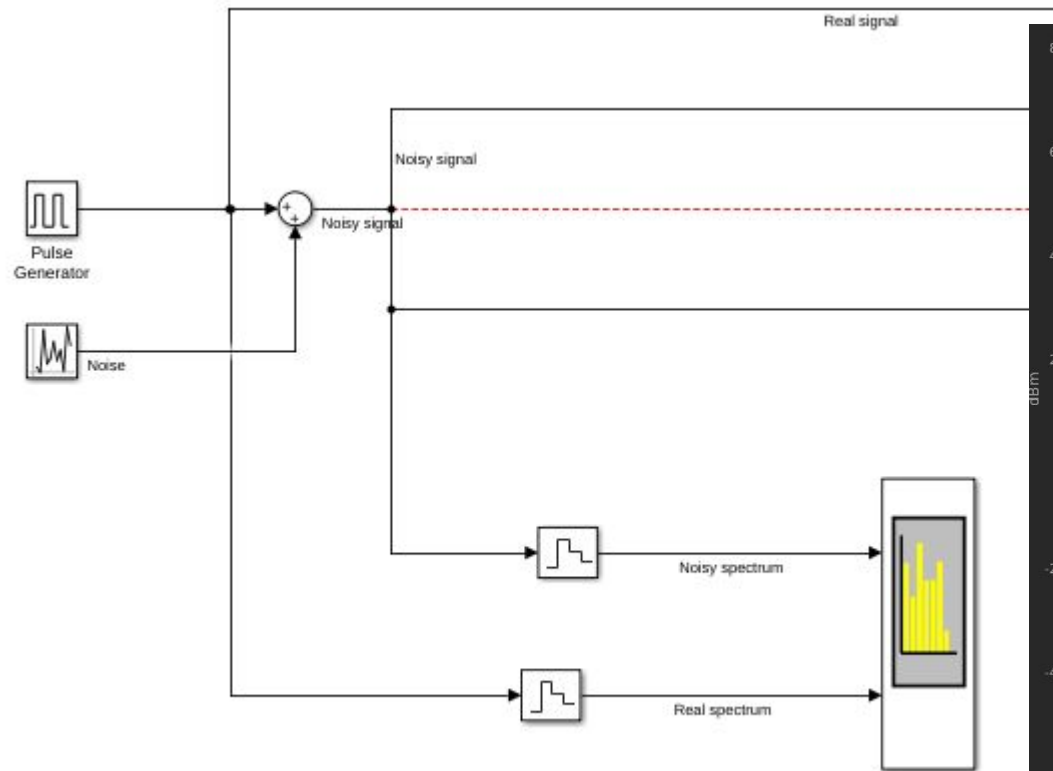 Real signal
Noisy signal
Noisy signal
Pulse
Generator
Noise
dBm
Noisy spectrum
Real spectrum